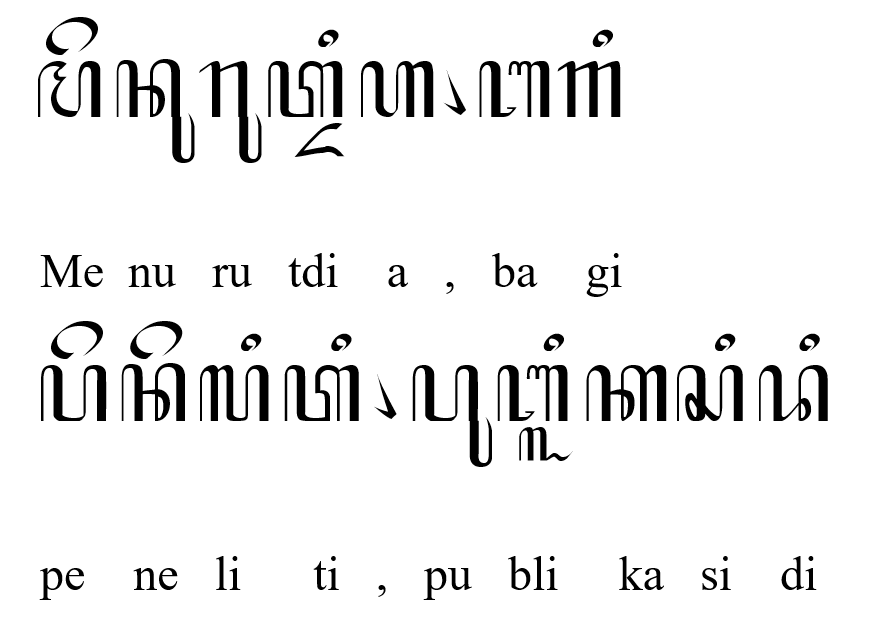 ꦩꦼꦤꦸꦫꦸꦠ꧀ꦢꦶꦲ꧈ꦧꦒꦶ
Me nu ru tdi a , ba gi
ꦥꦼꦤꦼꦭꦶꦠꦶ꧈ꦥꦸꦧ꧀ꦭꦶꦏꦱꦶꦢꦶ
pe ne li ti , pu bli ka si di